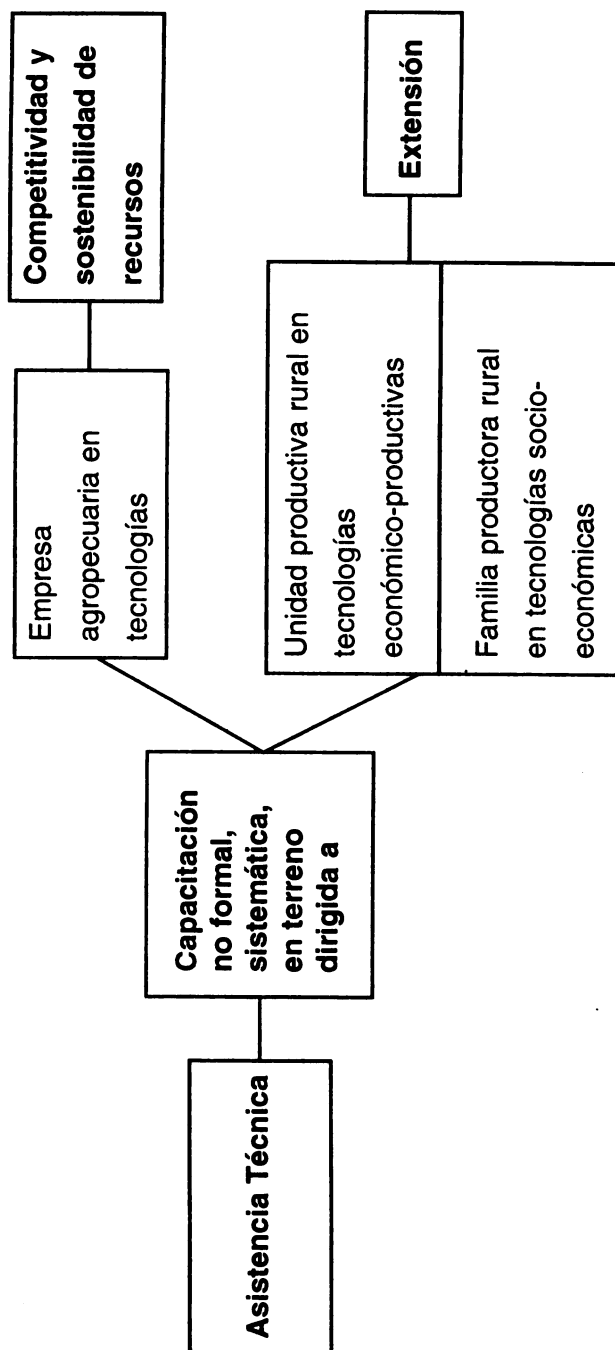 Asistencia Técnica
Capacitación
no formal,
sistemática,
en terreno
dirigida a
Empresa
agropecuaria en
tecnologías
Competitividad y
sostenibilidad de
recursos
Unidad productiva rural en
tecnologías
económico-productivas
Familia productora rural
en tecnologías socio-
económicas
Extensión